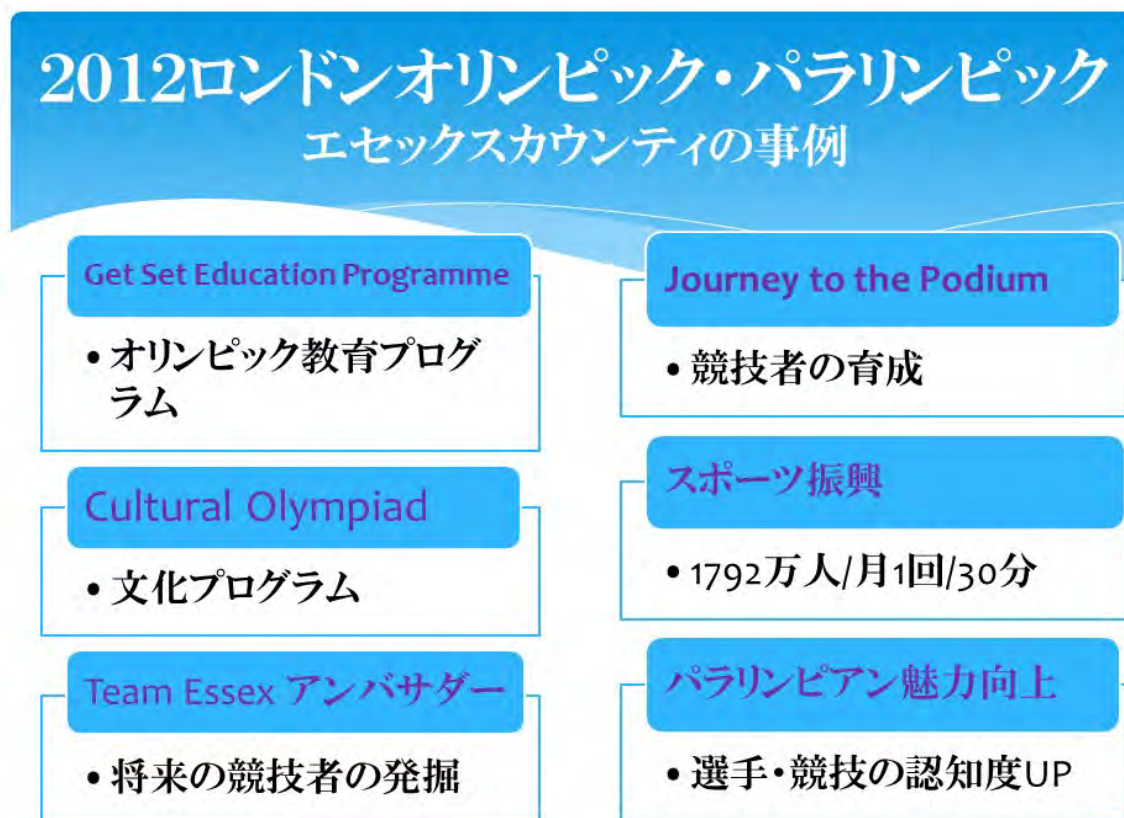 2012ロンドンオリンピック・パラリンピック
エセックスカウンティの事例
Get Set Education Programme
• オリンピック教育プログ
ラム
Cultural Olympiad
• 文化プログラム
Team Essex アンバサダー
• 将来の競技者の発掘
Journey to the Podium
• 競技者の育成
スポーツ振興
• 1792万人/月1回/30分
パラリンピアン魅力向上
• 選手・競技の認知度UP